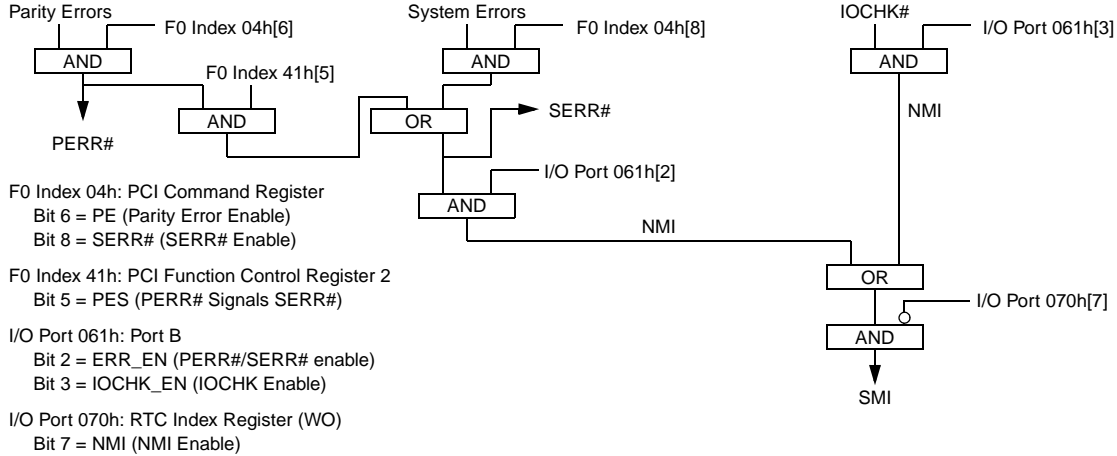 Parity Errors
F0 Index 04h[6]
System Errors
F0 Index 04h[8]
IOCHK#
I/O Port 061h[3]
AND
AND
AND
F0 Index 41h[5]
AND
OR
SERR#
NMI
PERR#
I/O Port 061h[2]
AND
NMI
F0 Index 04h: PCI Command Register
Bit 6 = PE (Parity Error Enable)
Bit 8 = SERR# (SERR# Enable)
F0 Index 41h: PCI Function Control Register 2
Bit 5 = PES (PERR# Signals SERR#)
OR
I/O Port 070h[7]
AND
SMI
I/O Port 061h: Port B
Bit 2 = ERR_EN (PERR#/SERR# enable)
Bit 3 = IOCHK_EN (IOCHK Enable)
I/O Port 070h: RTC Index Register (WO)
Bit 7 = NMI (NMI Enable)